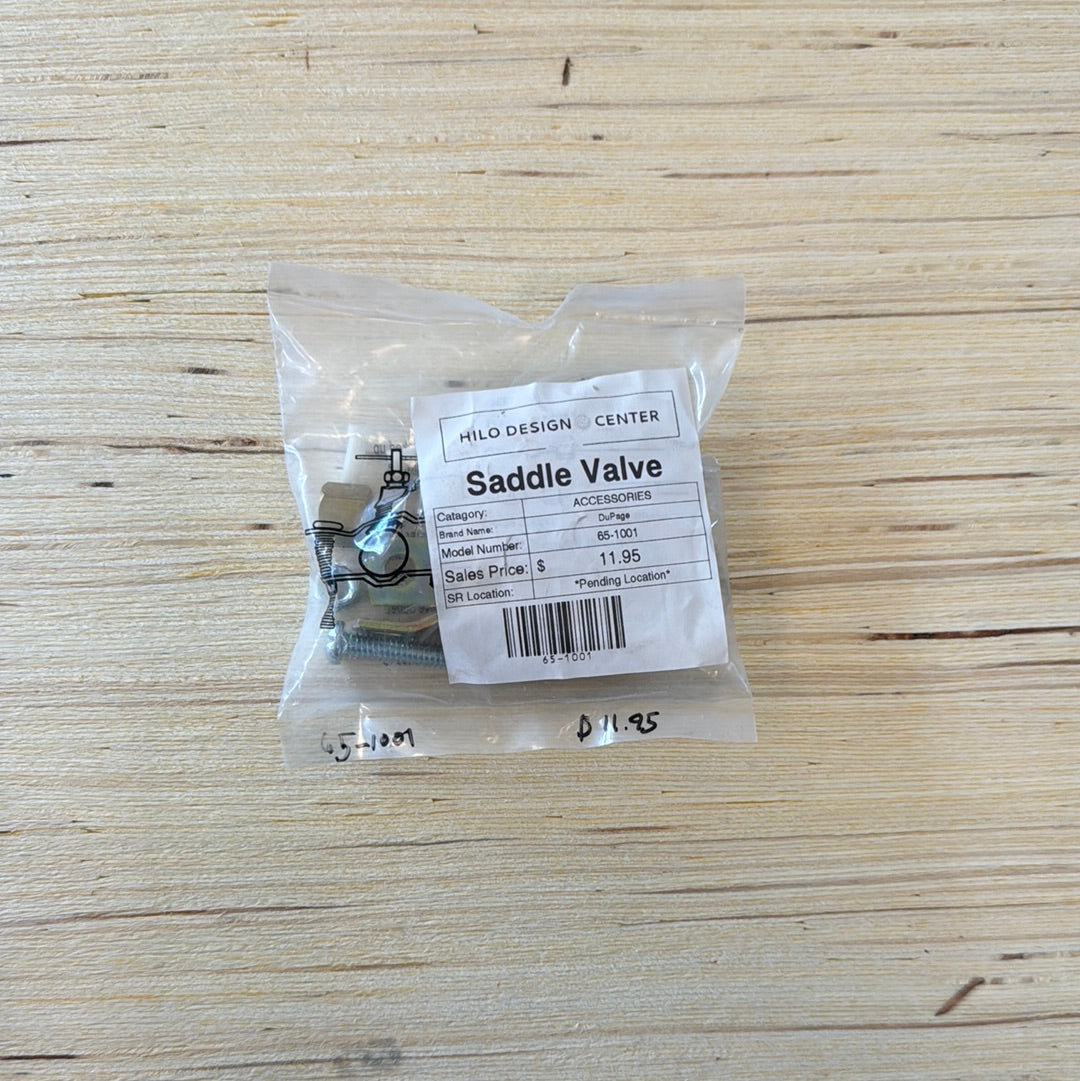 HILO DESIGN CENTER
Saddle Valve
Catagory: ACCESSORIES
Brand Name: DuPage
Model Number: 65-1001
Sales Price: $ 11.95
SR Location: *Pending Location*
65-1001
65-1001 $ 11.95